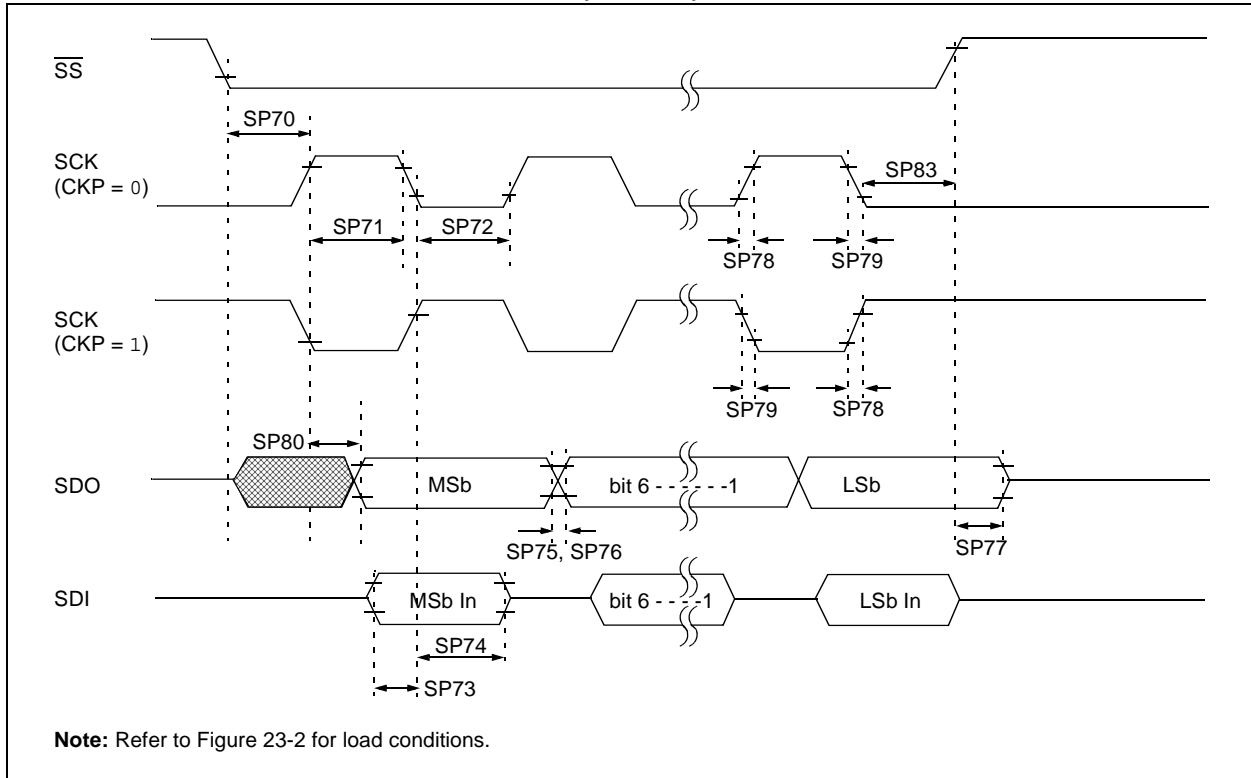 SS
SP70
SCK
(CKP = 0)
SP83
SP71
SP72
SP78
SP79
SCK
(CKP = 1)
SP79
SP78
SP80
SDO
MSb
bit 6 - - - - - -1
LSb
SP75, SP76
SP77
SDI
MSb In
bit 6 - - - -1
LSb In
SP74
SP73
Note: Refer to Figure 23-2 for load conditions.